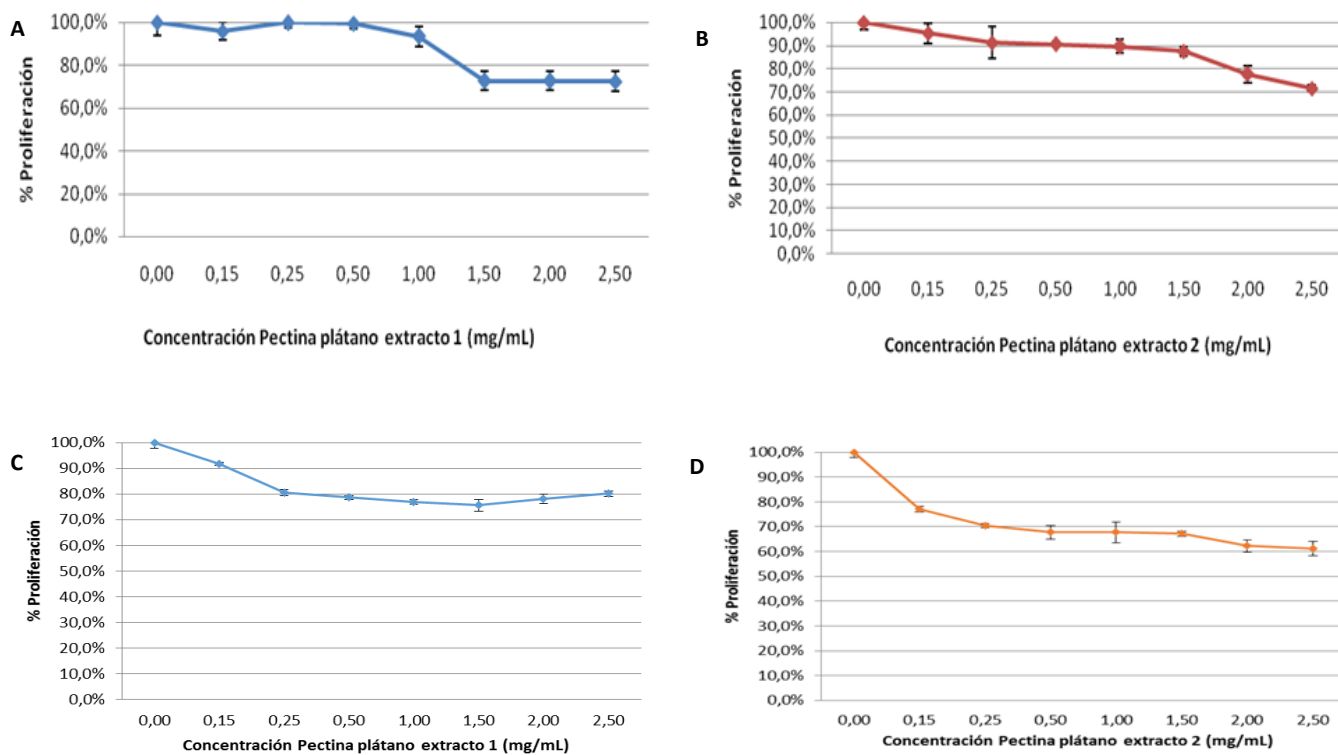 A
% Proliferación
100,0%
80,0%
60,0%
40,0%
20,0%
0,0%
0,00 0,15 0,25 0,50 1,00 1,50 2,00 2,50
Concentración Pectina plátano extracto 1 (mg/mL)
B
% Proliferación
100,0%
90,0%
80,0%
70,0%
60,0%
50,0%
40,0%
30,0%
20,0%
10,0%
0,0%
0,00 0,15 0,25 0,50 1,00 1,50 2,00 2,50
Concentración Pectina plátano extracto 2 (mg/mL)
C
% Proliferación
100,0%
90,0%
80,0%
70,0%
60,0%
50,0%
40,0%
30,0%
20,0%
10,0%
0,0%
0,00 0,15 0,25 0,50 1,00 1,50 2,00 2,50
Concentración Pectina plátano extracto 1 (mg/mL)
D
% Proliferación
100,0%
90,0%
80,0%
70,0%
60,0%
50,0%
40,0%
30,0%
20,0%
10,0%
0,0%
0,00 0,15 0,25 0,50 1,00 1,50 2,00 2,50
Concentración Pectina plátano extracto 2 (mg/mL)